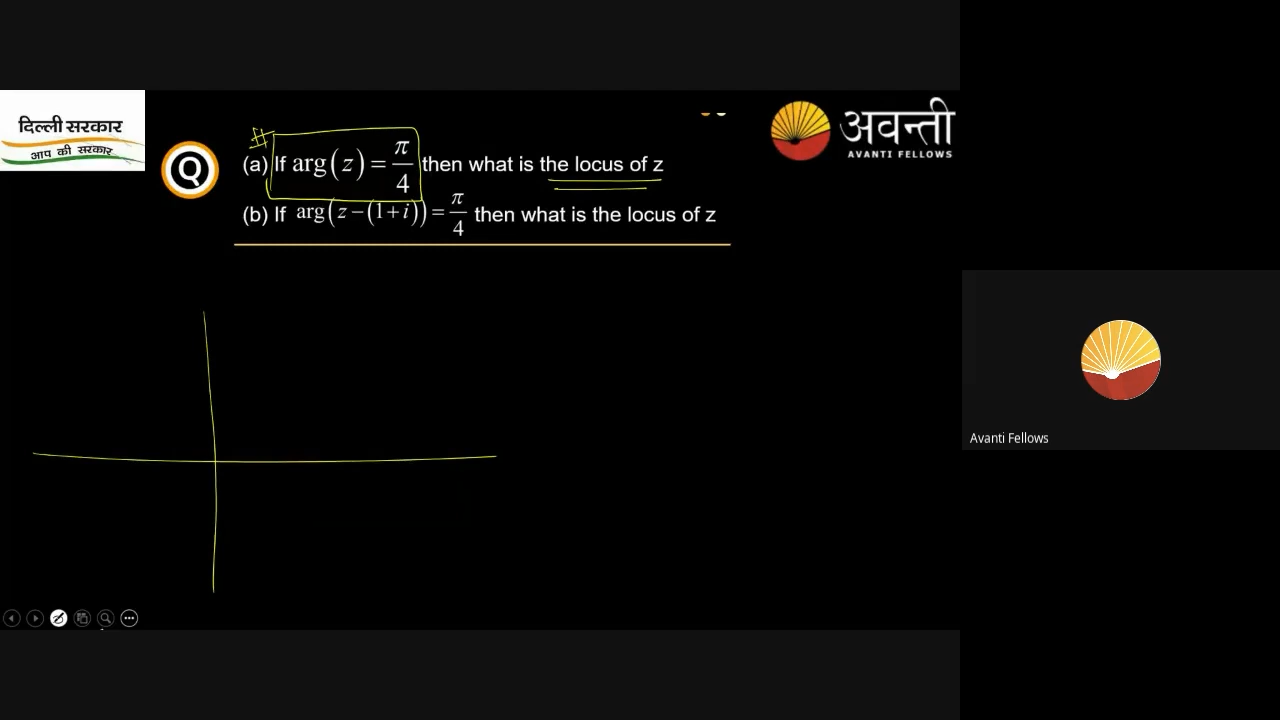 दिल्ली सरकार
आप की सरकार
Q
(a) If arg(z) = π/4 then what is the locus of z
(b) If arg(z − (1 + i)) = π/4 then what is the locus of z
अवन्ती
AVANTI FELLOWS
Avanti Fellows